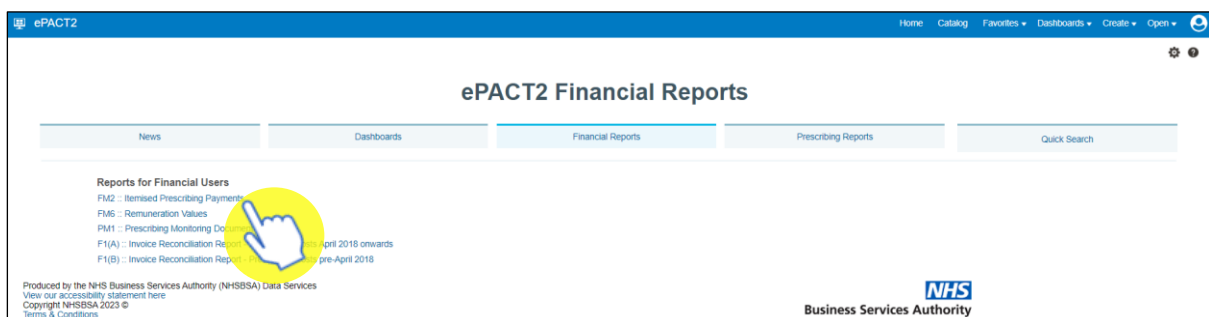 ePACT2
Home Catalog Favorites Dashboards Create Open
ePACT2 Financial Reports
News Dashboards Financial Reports Prescribing Reports Quick Search
Reports for Financial Users
FM2 :: Itemised Prescribing Payments
FM6 :: Remuneration Values
PM1 :: Prescribing Monitoring
F1(A) :: Invoice Reconciliation Report April 2018 onwards
F1(B) :: Invoice Reconciliation Report - pre-April 2018
Produced by the NHS Business Services Authority (NHSBSA) Data Services
View our accessibility statement here
Copyright NHSBSA 2023 ©
Terms & Conditions
NHS
Business Services Authority